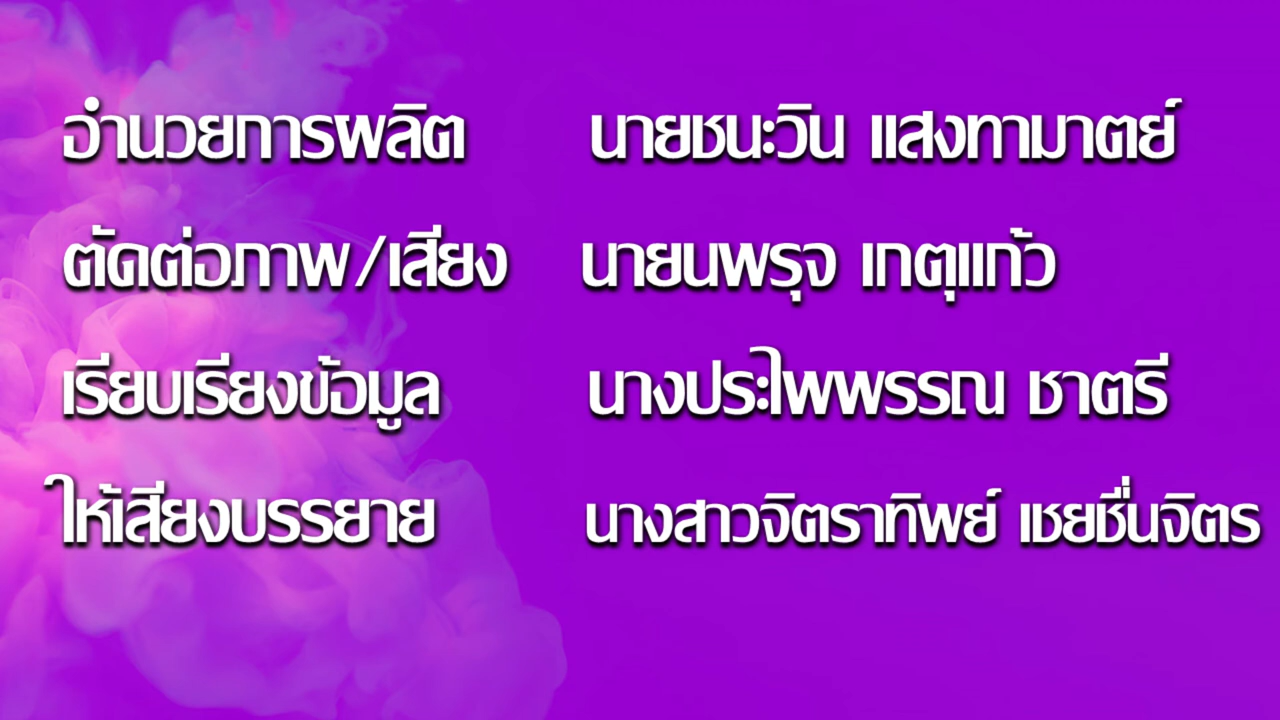 อำนวยการผลิต นายชนะวิน แสงทามาตย์
ตัดต่อภาพ/เสียง นายนพรุจ เกตุแก้ว
เรียบเรียงข้อมูล นางประไพพรรณ ชาตรี
ให้เสียงบรรยาย นางสาวจิตราทิพย์ เชยชื่นจิตร